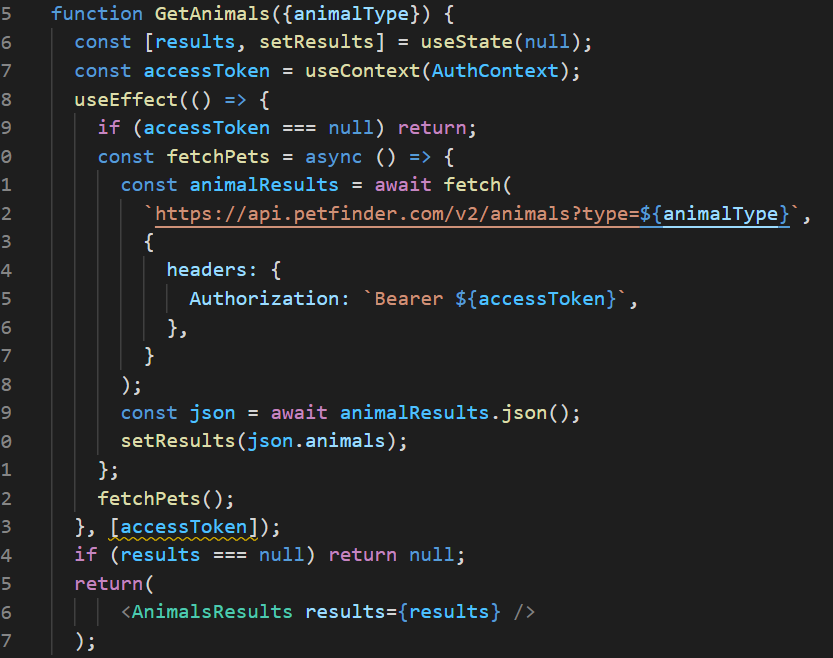 5 function GetAnimals({animalType}) {
6 const [results, setResults] = useState(null);
7 const accessToken = useContext(AuthContext);
8 useEffect(() => {
9 if (accessToken === null) return;
0 const fetchPets = async () => {
1 const animalResults = await fetch(
2 `https://api.petfinder.com/v2/animals?type=${animalType}`,
3 {
4 headers: {
5 Authorization: `Bearer ${accessToken}`,
6 },
7 }
8 );
9 const json = await animalResults.json();
0 setResults(json.animals);
1 };
2 fetchPets();
3 }, [accessToken]);
4 if (results === null) return null;
5 return(
6 <AnimalsResults results={results} />
7 );